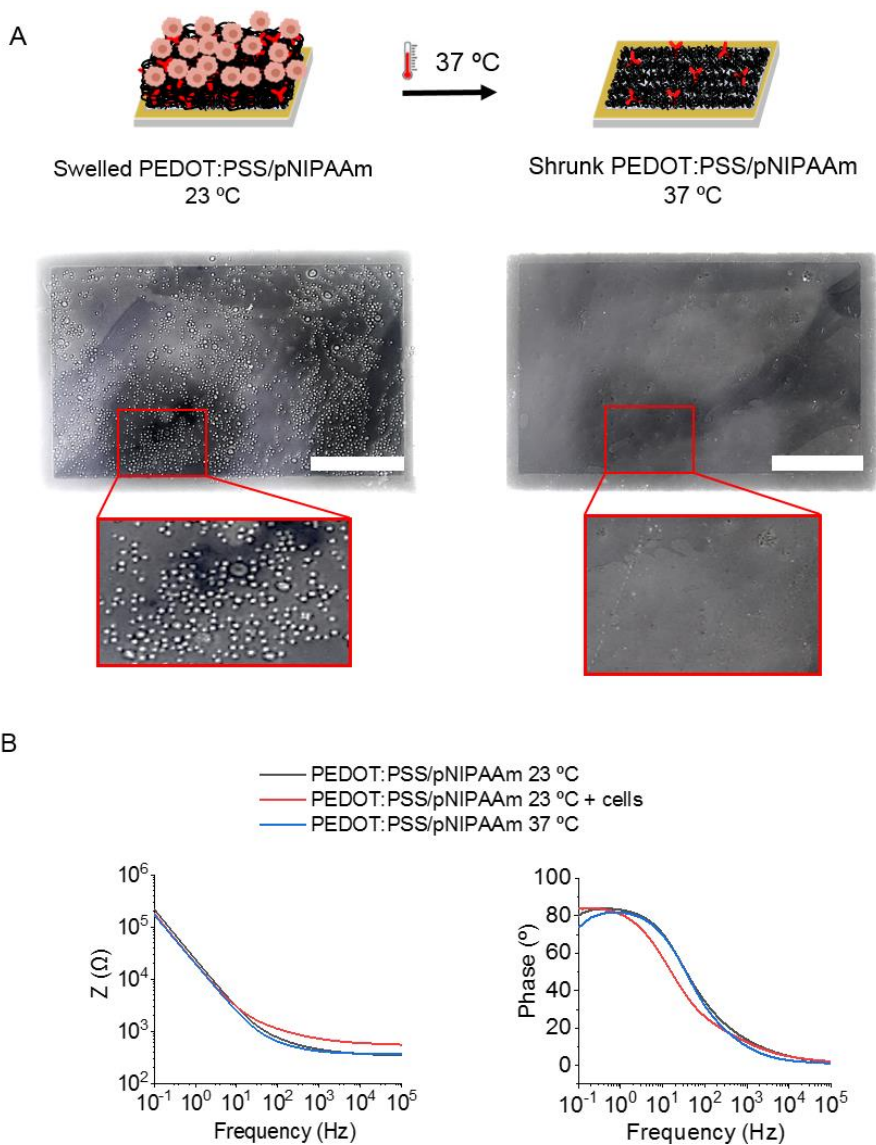 A
37 ºC
Swelled PEDOT:PSS/pNIPAAm
23 ºC
Shrunk PEDOT:PSS/pNIPAAm
37 ºC
B
PEDOT:PSS/pNIPAAm 23 ºC
PEDOT:PSS/pNIPAAm 23 ºC + cells
PEDOT:PSS/pNIPAAm 37 ºC
Z (Ω)
10⁶
10⁵
10⁴
10³
10²
10⁻¹ 10⁰ 10¹ 10² 10³ 10⁴ 10⁵
Frequency (Hz)
Phase (º)
100
80
60
40
20
0
10⁻¹ 10⁰ 10¹ 10² 10³ 10⁴ 10⁵
Frequency (Hz)